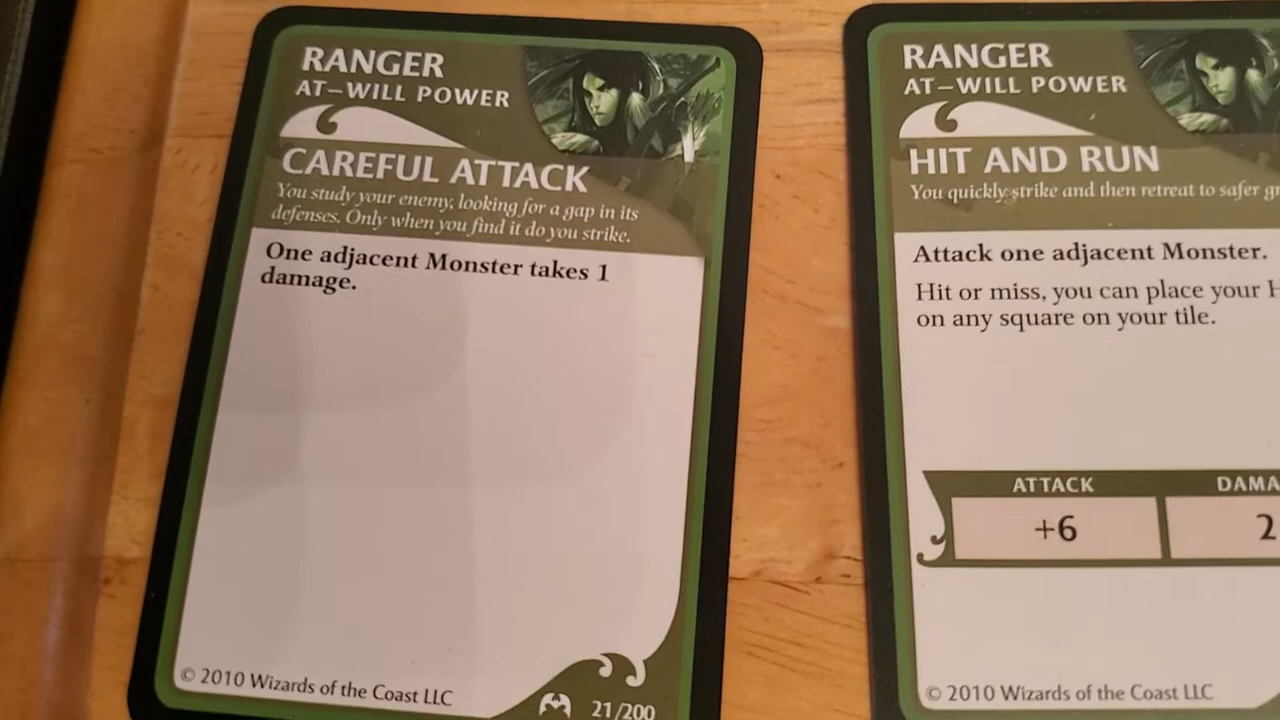 RANGER
AT-WILL POWER
CAREFUL ATTACK
You study your enemy, looking for a gap in its
defenses. Only when you find it do you strike.
One adjacent Monster takes 1
damage.
© 2010 Wizards of the Coast LLC
21/200
RANGER
AT-WILL POWER
HIT AND RUN
You quickly strike and then retreat to safer
Attack one adjacent Monster.
Hit or miss, you can place your
on any square on your tile.
ATTACK
+6
2
© 2010 Wizards of the Coast LLC